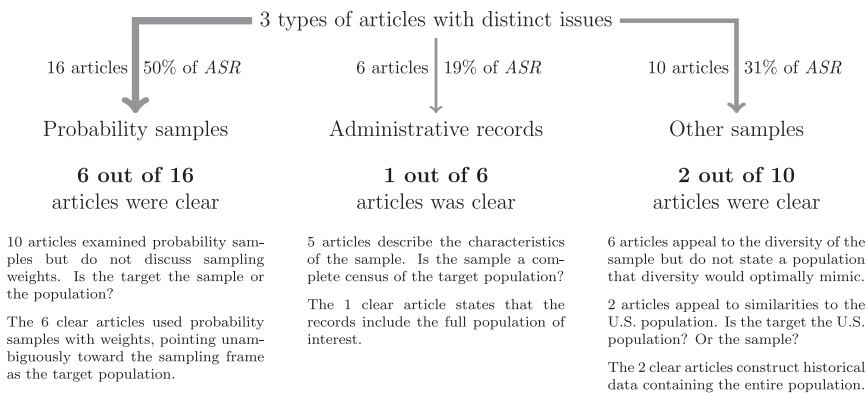 3 types of articles with distinct issues
16 articles 50% of ASR
6 articles 19% of ASR
10 articles 31% of ASR
Probability samples
6 out of 16
articles were clear
10 articles examined probability sam-
ples but do not discuss sampling
weights. Is the target the sample or
the population?
The 6 clear articles used probability
samples with weights, pointing unam-
biguously toward the sampling frame
as the target population.
Administrative records
1 out of 6
articles was clear
5 articles describe the characteristics
of the sample. Is the sample a com-
plete census of the target population?
The 1 clear article states that the
records include the full population of
interest.
Other samples
2 out of 10
articles were clear
6 articles appeal to the diversity of the
sample but do not state a population
that diversity would optimally mimic.
2 articles appeal to similarities to the
U.S. population. Is the target the U.S.
population? Or the sample?
The 2 clear articles construct historical
data containing the entire population.